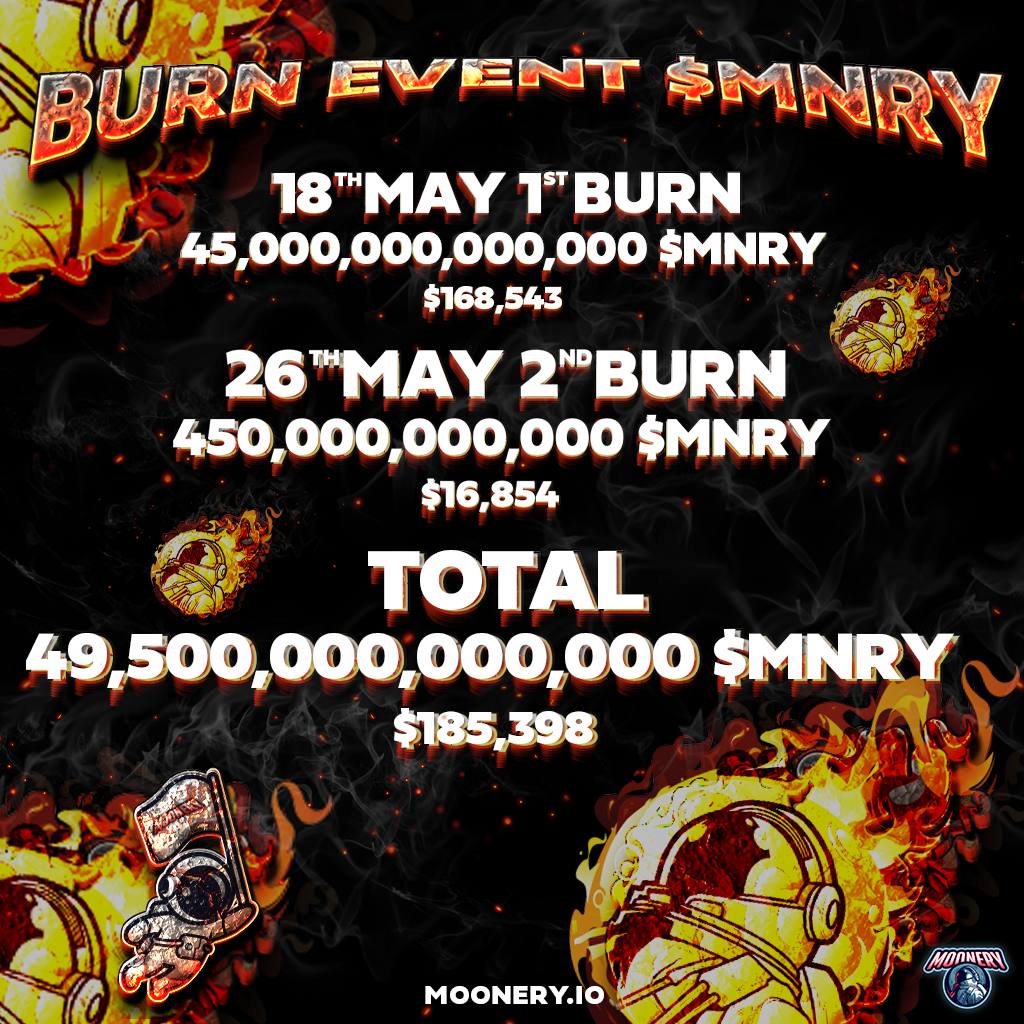 BURN EVENT $MNRY
18TH MAY 1ST BURN
45,000,000,000,000 $MNRY
$168,543
26TH MAY 2ND BURN
450,000,000,000 $MNRY
$16,854
TOTAL
49,500,000,000,000 $MNRY
$185,398
MOONERY.IO
MOONERY